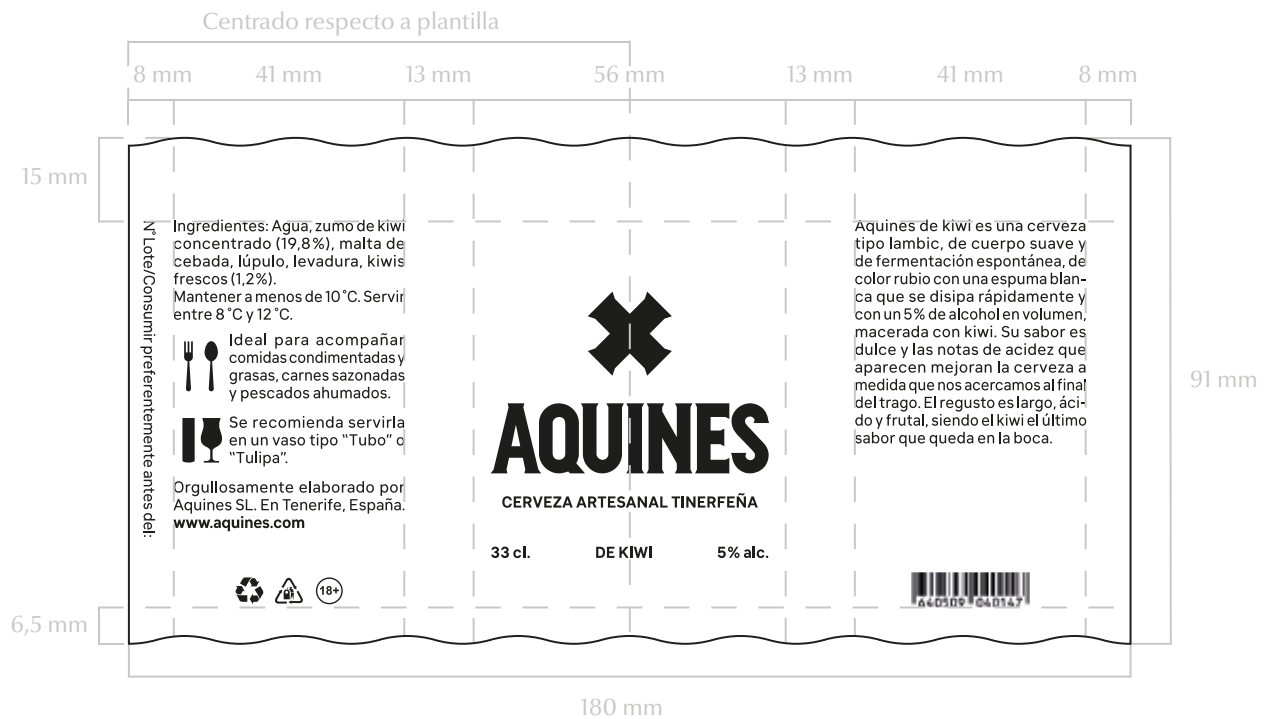 Centrado respecto a plantilla
8 mm 41 mm 13 mm 56 mm 13 mm 41 mm 8 mm
15 mm
N° Lote/Consumir preferentemente antes del:
Ingredientes: Agua, zumo de kiwi
concentrado (19,8%), malta de
cebada, lúpulo, levadura, kiwis
frescos (1,2%).
Mantener a menos de 10 °C. Servir
entre 8 °C y 12 °C.
Ideal para acompañar
comidas condimentadas y
grasas, carnes sazonadas
y pescados ahumados.
Se recomienda servirla
en un vaso tipo “Tubo” o
“Tulipa”.
Orgullosamente elaborado por
Aquines SL. En Tenerife, España.
www.aquines.com
18+
AQUINES
CERVEZA ARTESANAL TINERFEÑA
33 cl. DE KIWI 5% alc.
Aquines de kiwi es una cerveza
tipo lambic, de cuerpo suave y
de fermentación espontánea, de
color rubio con una espuma blan-
ca que se disipa rápidamente y
con un 5% de alcohol en volumen,
macerada con kiwi. Su sabor es
dulce y las notas de acidez que
aparecen mejoran la cerveza a
medida que nos acercamos al final
del trago. El regusto es largo, áci-
do y frutal, siendo el kiwi el último
sabor que queda en la boca.
640509 040147
91 mm
6,5 mm
180 mm